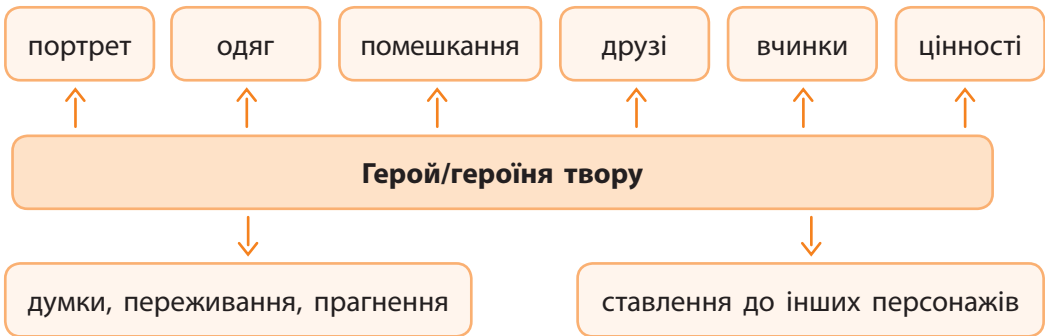 портрет
одяг
помешкання
друзі
вчинки
цінності
Герой/героїня твору
думки, переживання, прагнення
ставлення до інших персонажів